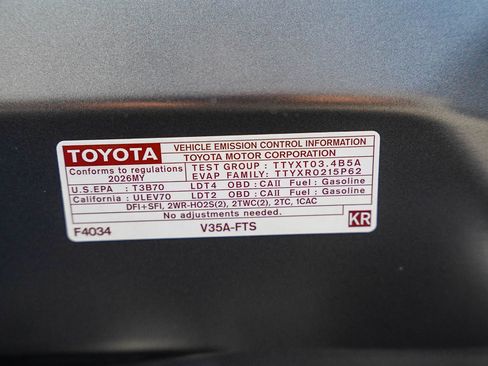 TOYOTA VEHICLE EMISSION CONTROL INFORMATION
TOYOTA MOTOR CORPORATION
Conforms to regulations TEST GROUP : TTYXT03.4B5A
2026MY EVAP FAMILY: TTYXR0215P62
U.S.EPA : T3B70 LDT4 OBD : CAII Fuel : Gasoline
California : ULEV70 LDT2 OBD : CAII Fuel : Gasoline
DFI+SFI, 2WR-HO2S(2), 2TWC(2), 2TC, 1CAC
No adjustments needed.
F4034 V35A-FTS KR